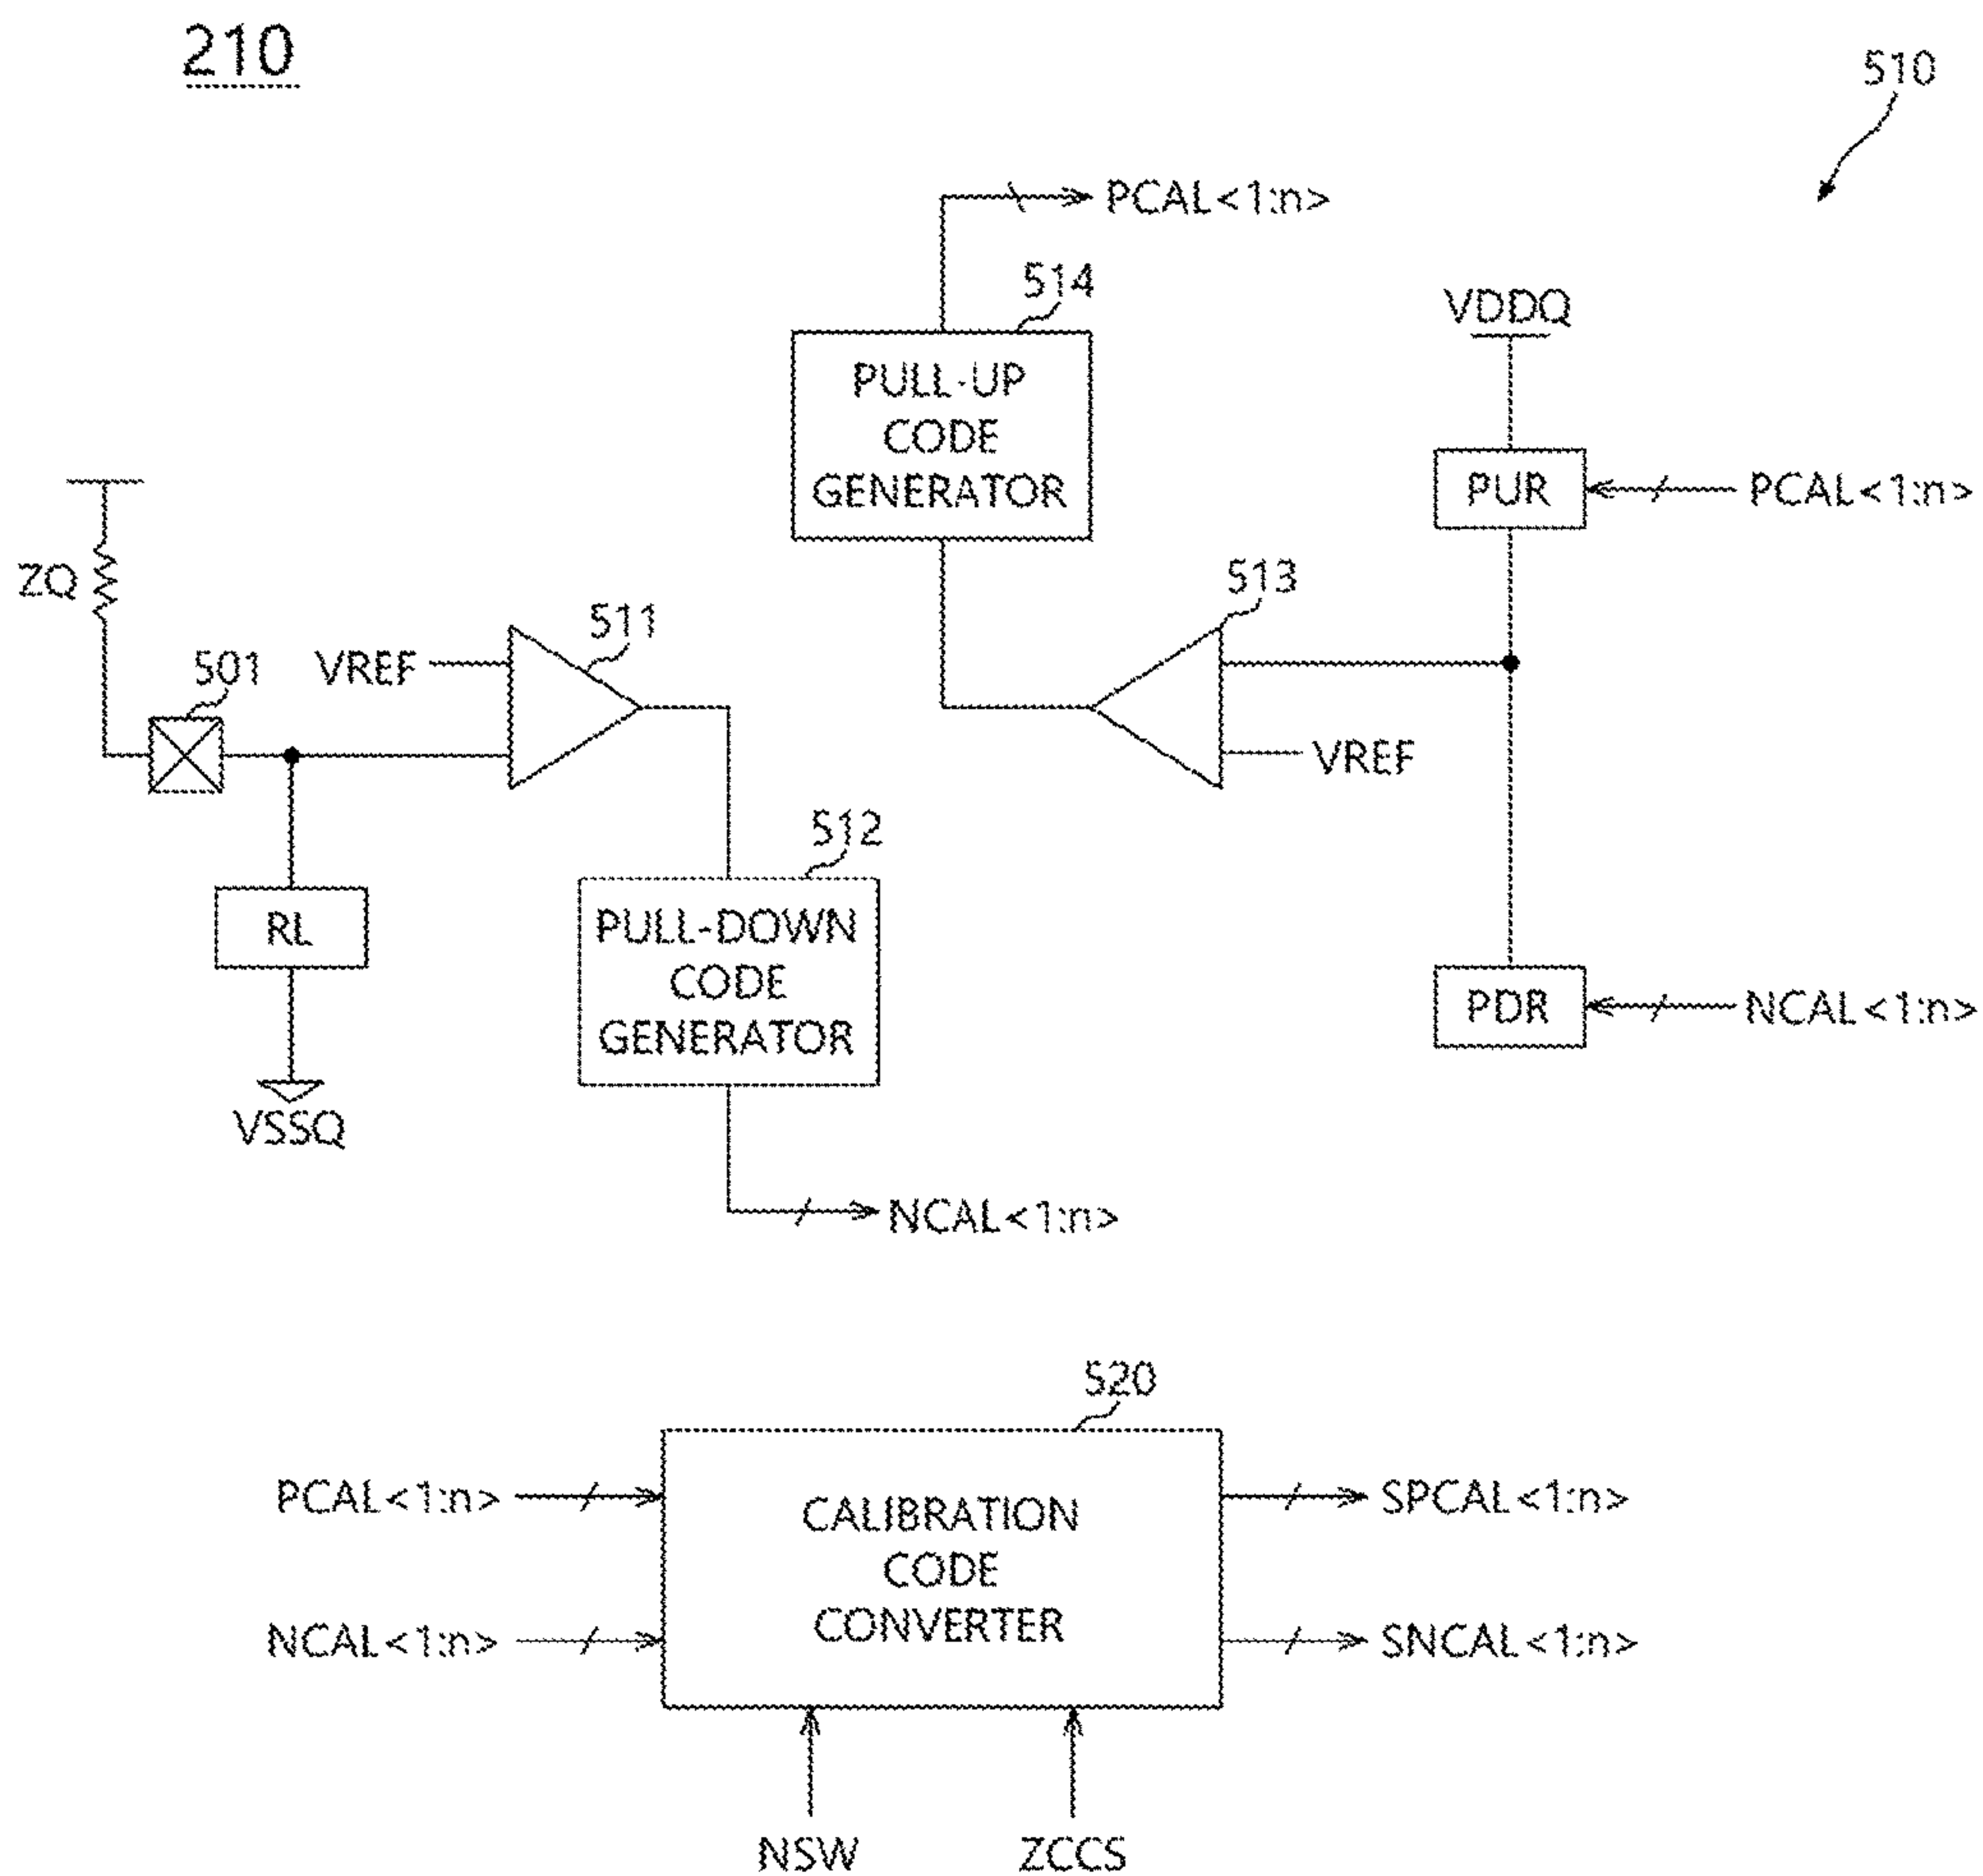 210
510
PCAL<1:n>
514
VDDQ
PULL-UP
CODE
GENERATOR
PUR
PCAL<1:n>
ZQ
513
511
501
VREF
VREF
512
RL
PULL-DOWN
CODE
GENERATOR
PDR
NCAL<1:n>
VSSQ
NCAL<1:n>
520
PCAL<1:n>
CALIBRATION
CODE
CONVERTER
SPCAL<1:n>
NCAL<1:n>
SNCAL<1:n>
NSW
ZCCS